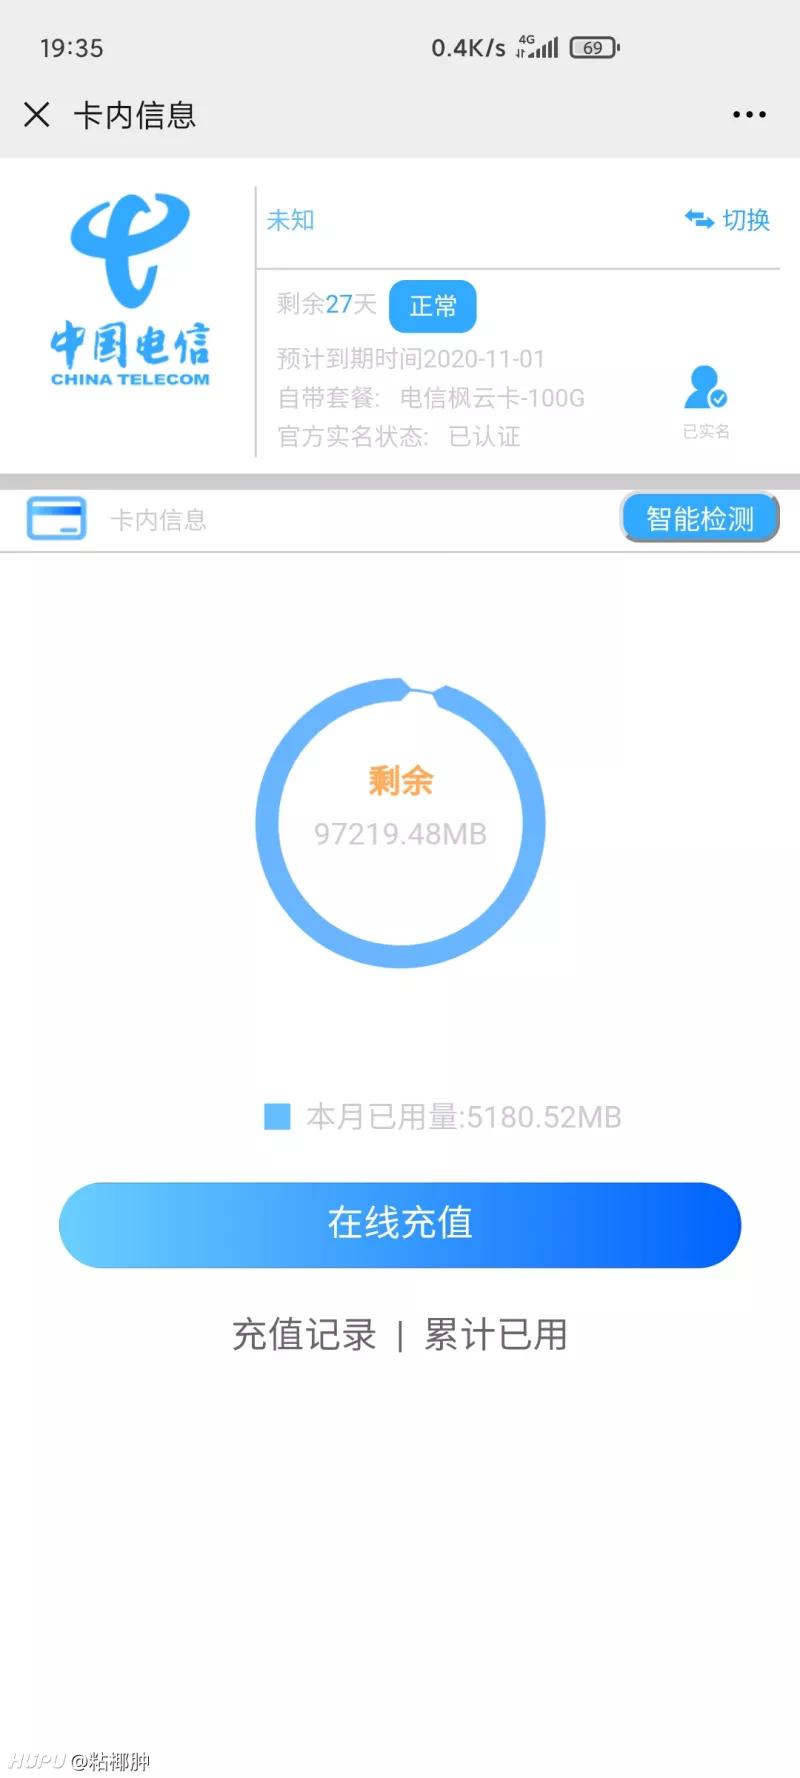 19:35
0.4K/s 4G 69
卡内信息
未知
切换
中国电信
CHINA TELECOM
剩余27天 正常
预计到期时间2020-11-01
自带套餐: 电信枫云卡-100G
官方实名状态: 已认证
已实名
卡内信息
智能检测
剩余
97219.48MB
本月已用量:5180.52MB
在线充值
充值记录 | 累计已用
HUPU @粘椰肿